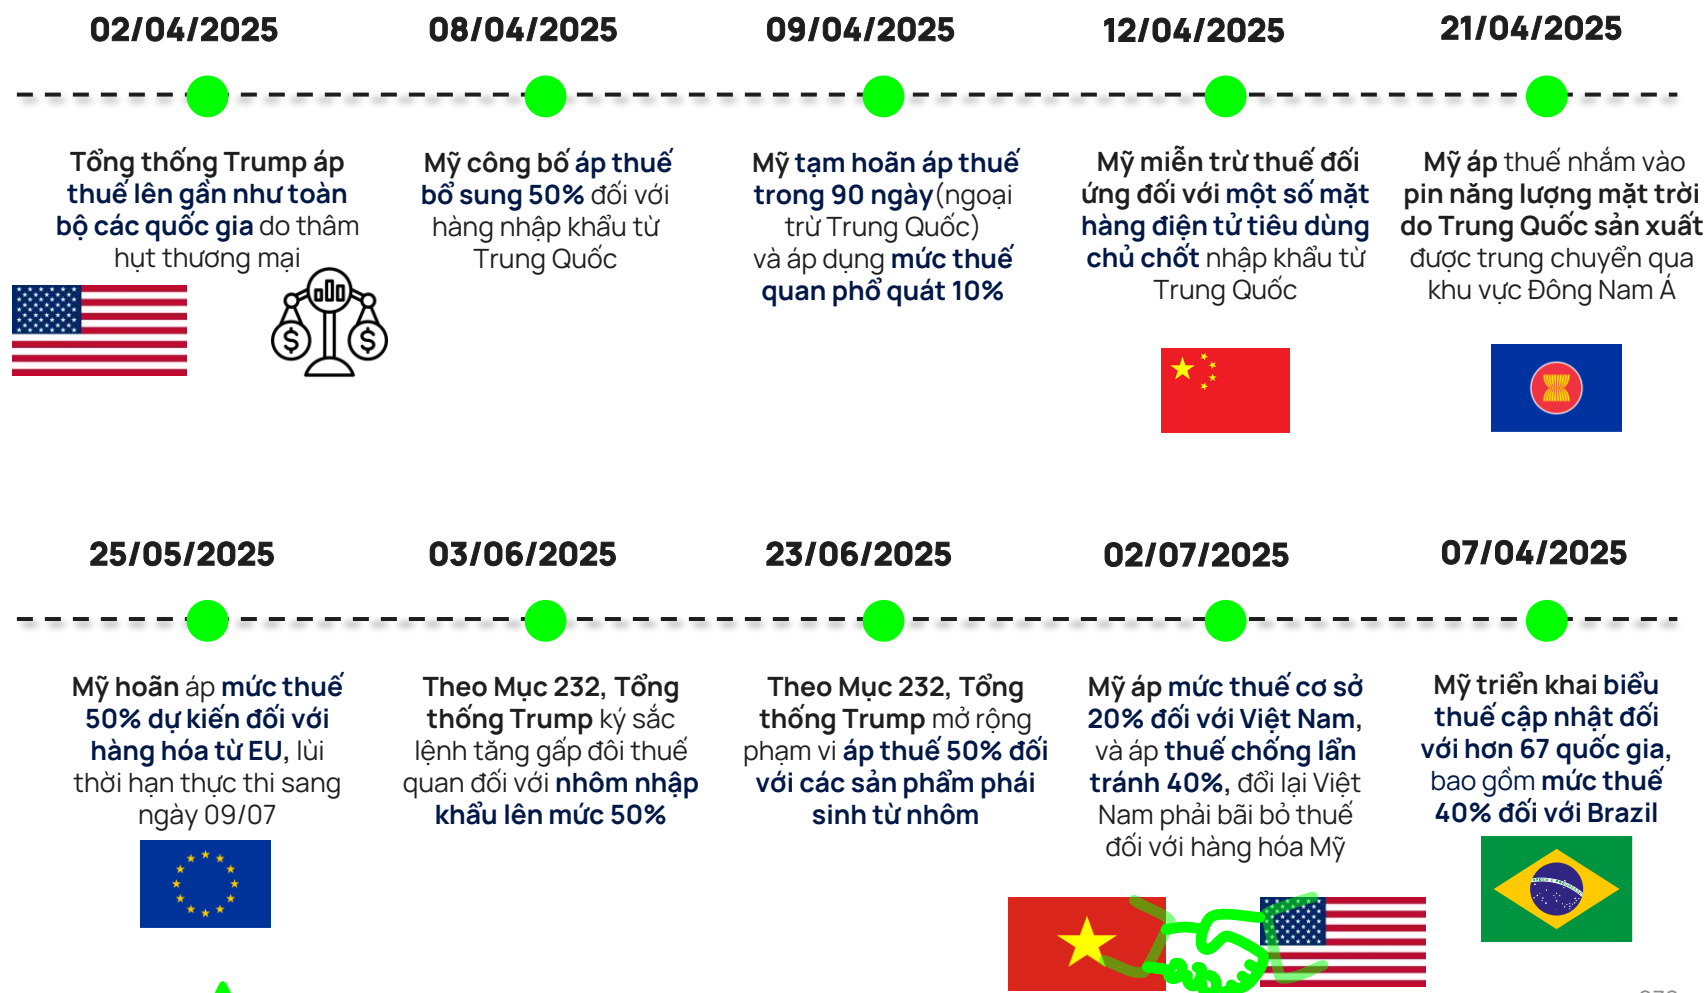 02/04/2025
08/04/2025
09/04/2025
12/04/2025
21/04/2025
Tổng thống Trump áp
thuế lên gần như toàn
bộ các quốc gia do thâm
hụt thương mại
Mỹ công bố áp thuế
bổ sung 50% đối với
hàng nhập khẩu từ
Trung Quốc
Mỹ tạm hoãn áp thuế
trong 90 ngày(ngoại
trừ Trung Quốc)
và áp dụng mức thuế
quan phổ quát 10%
Mỹ miễn trừ thuế đối
ứng đối với một số mặt
hàng điện tử tiêu dùng
chủ chốt nhập khẩu từ
Trung Quốc
Mỹ áp thuế nhắm vào
pin năng lượng mặt trời
do Trung Quốc sản xuất
được trung chuyển qua
khu vực Đông Nam Á
25/05/2025
03/06/2025
23/06/2025
02/07/2025
07/04/2025
Mỹ hoãn áp mức thuế
50% dự kiến đối với
hàng hóa từ EU, lùi
thời hạn thực thi sang
ngày 09/07
Theo Mục 232, Tổng
thống Trump ký sắc
lệnh tăng gấp đôi thuế
quan đối với nhôm nhập
khẩu lên mức 50%
Theo Mục 232, Tổng
thống Trump mở rộng
phạm vi áp thuế 50% đối
với các sản phẩm phái
sinh từ nhôm
Mỹ áp mức thuế cơ sở
20% đối với Việt Nam,
và áp thuế chống lẩn
tránh 40%, đổi lại Việt
Nam phải bãi bỏ thuế
đối với hàng hóa Mỹ
Mỹ triển khai biểu
thuế cập nhật đối
với hơn 67 quốc gia,
bao gồm mức thuế
40% đối với Brazil